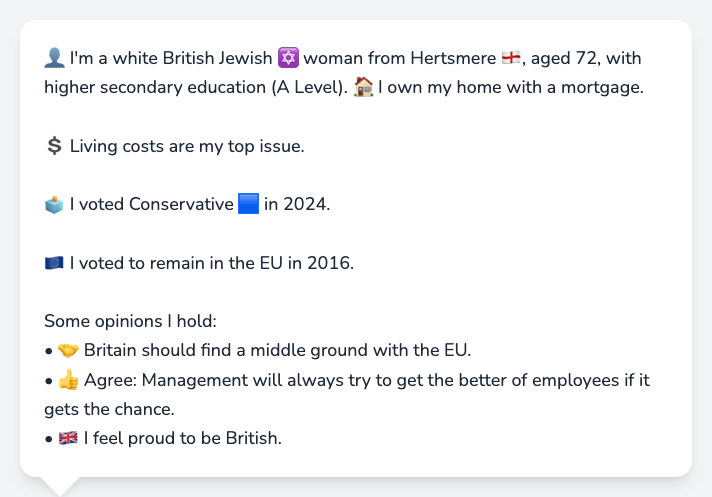 👤 I'm a white British Jewish ✡️ woman from Hertsmere 🏴󠁧󠁢󠁥󠁮󠁧󠁿, aged 72, with
higher secondary education (A Level). 🏠 I own my home with a mortgage.
💲 Living costs are my top issue.
🗳️ I voted Conservative 🟦 in 2024.
🇪🇺 I voted to remain in the EU in 2016.
Some opinions I hold:
• 🤝 Britain should find a middle ground with the EU.
• 👍 Agree: Management will always try to get the better of employees if it
gets the chance.
• 🇬🇧 I feel proud to be British.